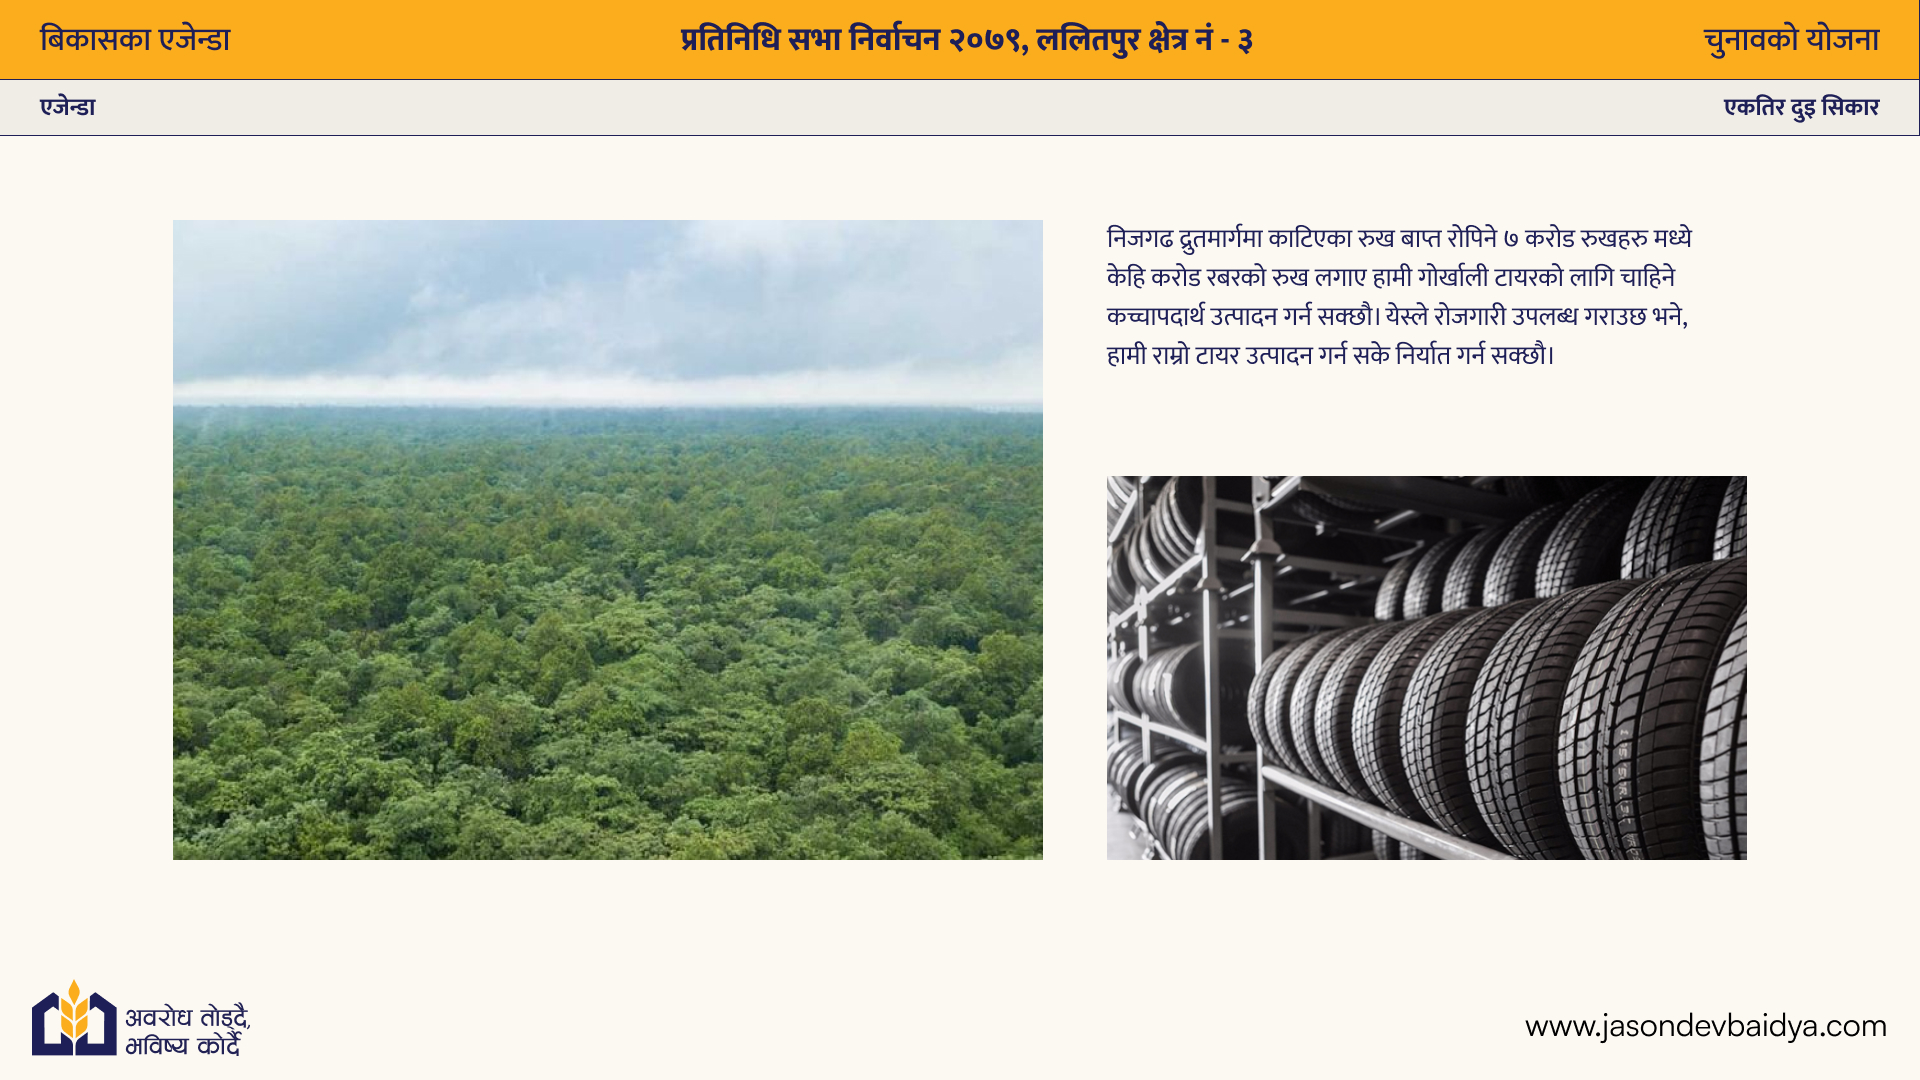 बिकासका एजेन्डा
प्रतिनिधि सभा निर्वाचन २०७९, ललितपुर क्षेत्र नं - ३
चुनावको योजना
एजेन्डा
एकतिर दुइ सिकार
निजगढ द्रुतमार्गमा काटिएका रुख बाप्त रोपिने ७ करोड रुखहरु मध्ये
केहि करोड रबरको रुख लगाए हामी गोर्खाली टायरको लागि चाहिने
कच्चापदार्थ उत्पादन गर्न सक्छौ। येस्ले रोजगारी उपलब्ध गराउछ भने,
हामी राम्रो टायर उत्पादन गर्न सके निर्यात गर्न सक्छौ।
अवरोध तोड्दै,
भविष्य कोर्दै
www.jasondevbaidya.com